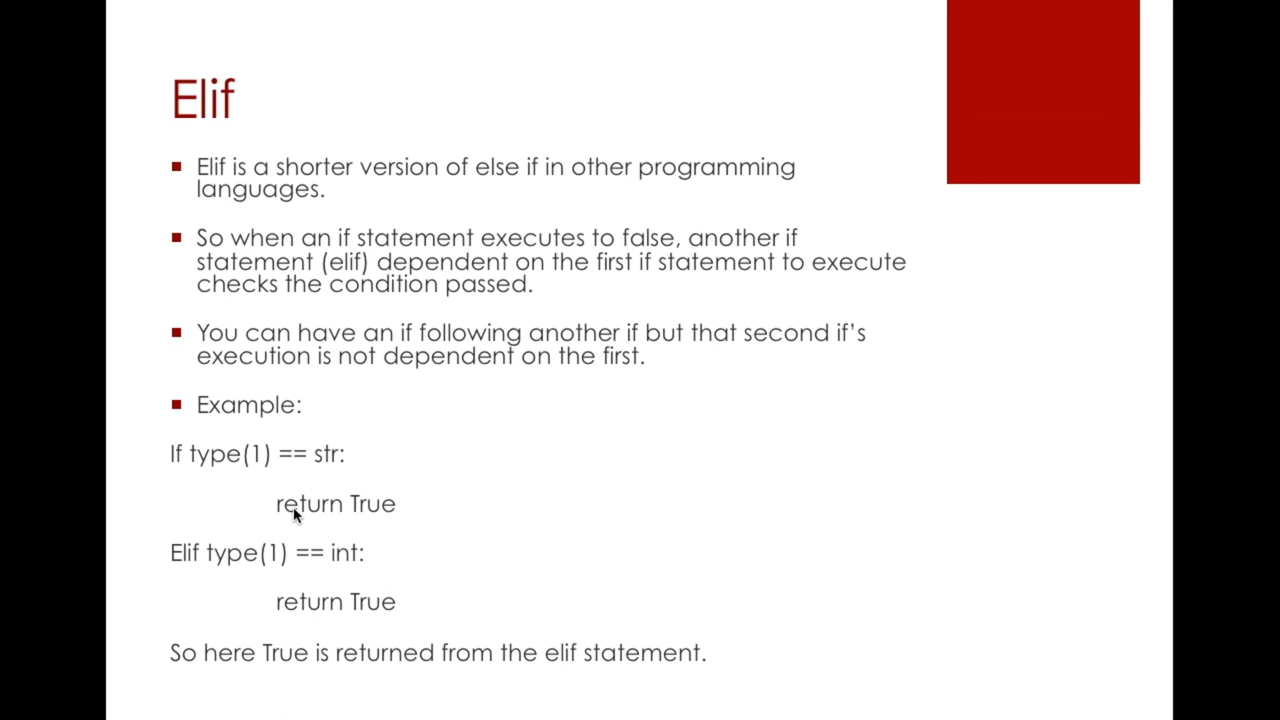 Elif
Elif is a shorter version of else if in other programming
languages.
So when an if statement executes to false, another if
statement (elif) dependent on the first if statement to execute
checks the condition passed.
You can have an if following another if but that second if’s
execution is not dependent on the first.
Example:
If type(1) == str:
return True
Elif type(1) == int:
return True
So here True is returned from the elif statement.